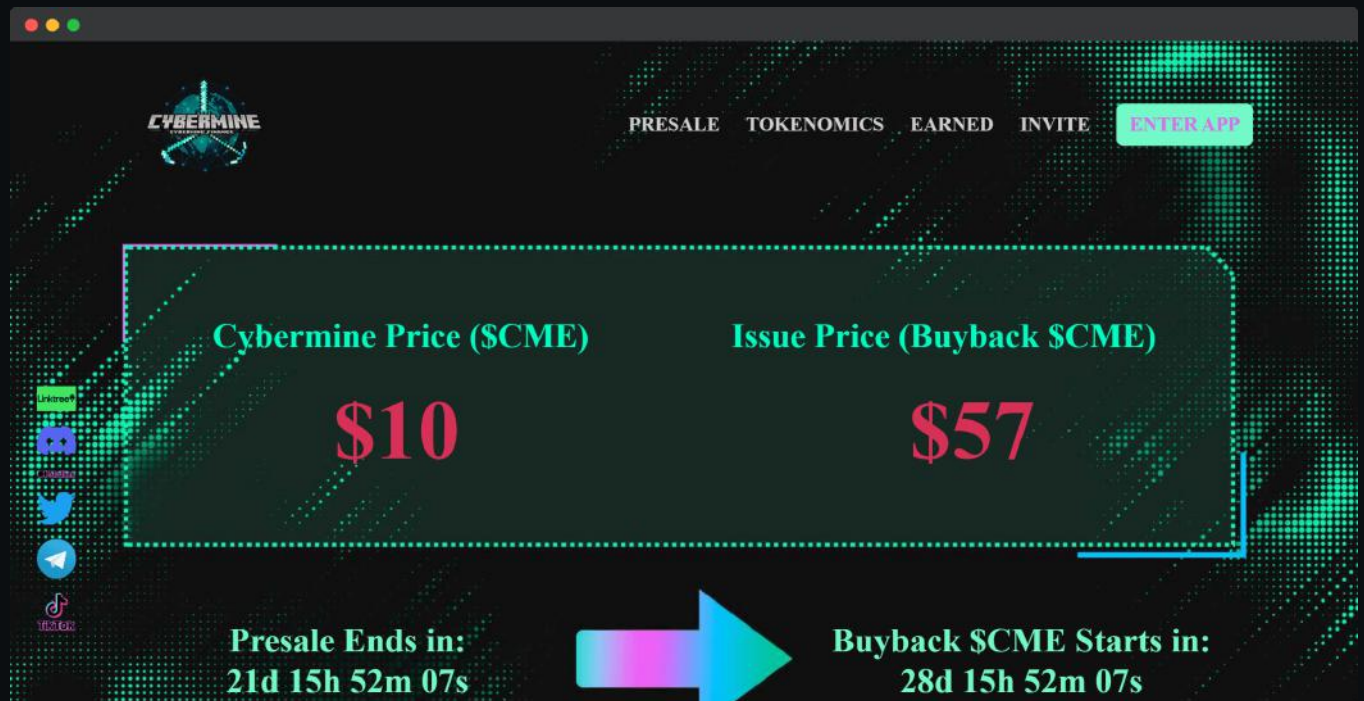 CYBERMINE
PRESALE TOKENOMICS EARNED INVITE ENTER APP
Cybermine Price ($CME) Issue Price (Buyback $CME)
$10 $57
Linktree
TikTok
Presale Ends in: Buyback $CME Starts in:
21d 15h 52m 07s 28d 15h 52m 07s